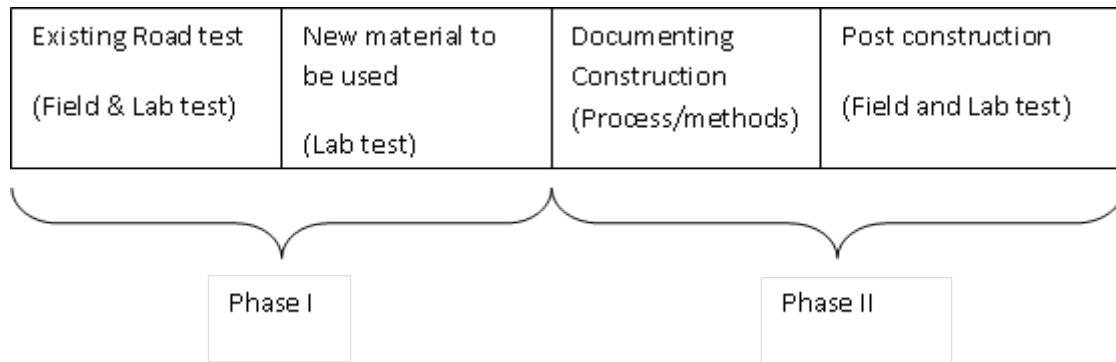 Existing Road test
(Field & Lab test)
New material to
be used
(Lab test)
Documenting
Construction
(Process/methods)
Post construction
(Field and Lab test)
Phase I
Phase II